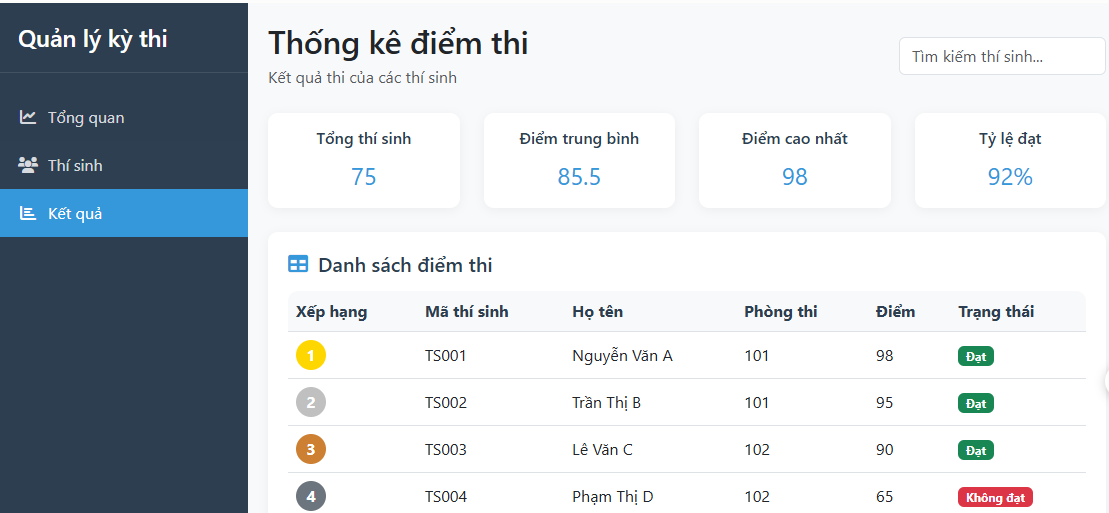 Quản lý kỳ thi
Tổng quan
Thí sinh
Kết quả
Thống kê điểm thi
Kết quả thi của các thí sinh
Tìm kiếm thí sinh...
Tổng thí sinh
75
Điểm trung bình
85.5
Điểm cao nhất
98
Tỷ lệ đạt
92%
Danh sách điểm thi
Xếp hạng Mã thí sinh Họ tên Phòng thi Điểm Trạng thái
1 TS001 Nguyễn Văn A 101 98 Đạt
2 TS002 Trần Thị B 101 95 Đạt
3 TS003 Lê Văn C 102 90 Đạt
4 TS004 Phạm Thị D 102 65 Không đạt